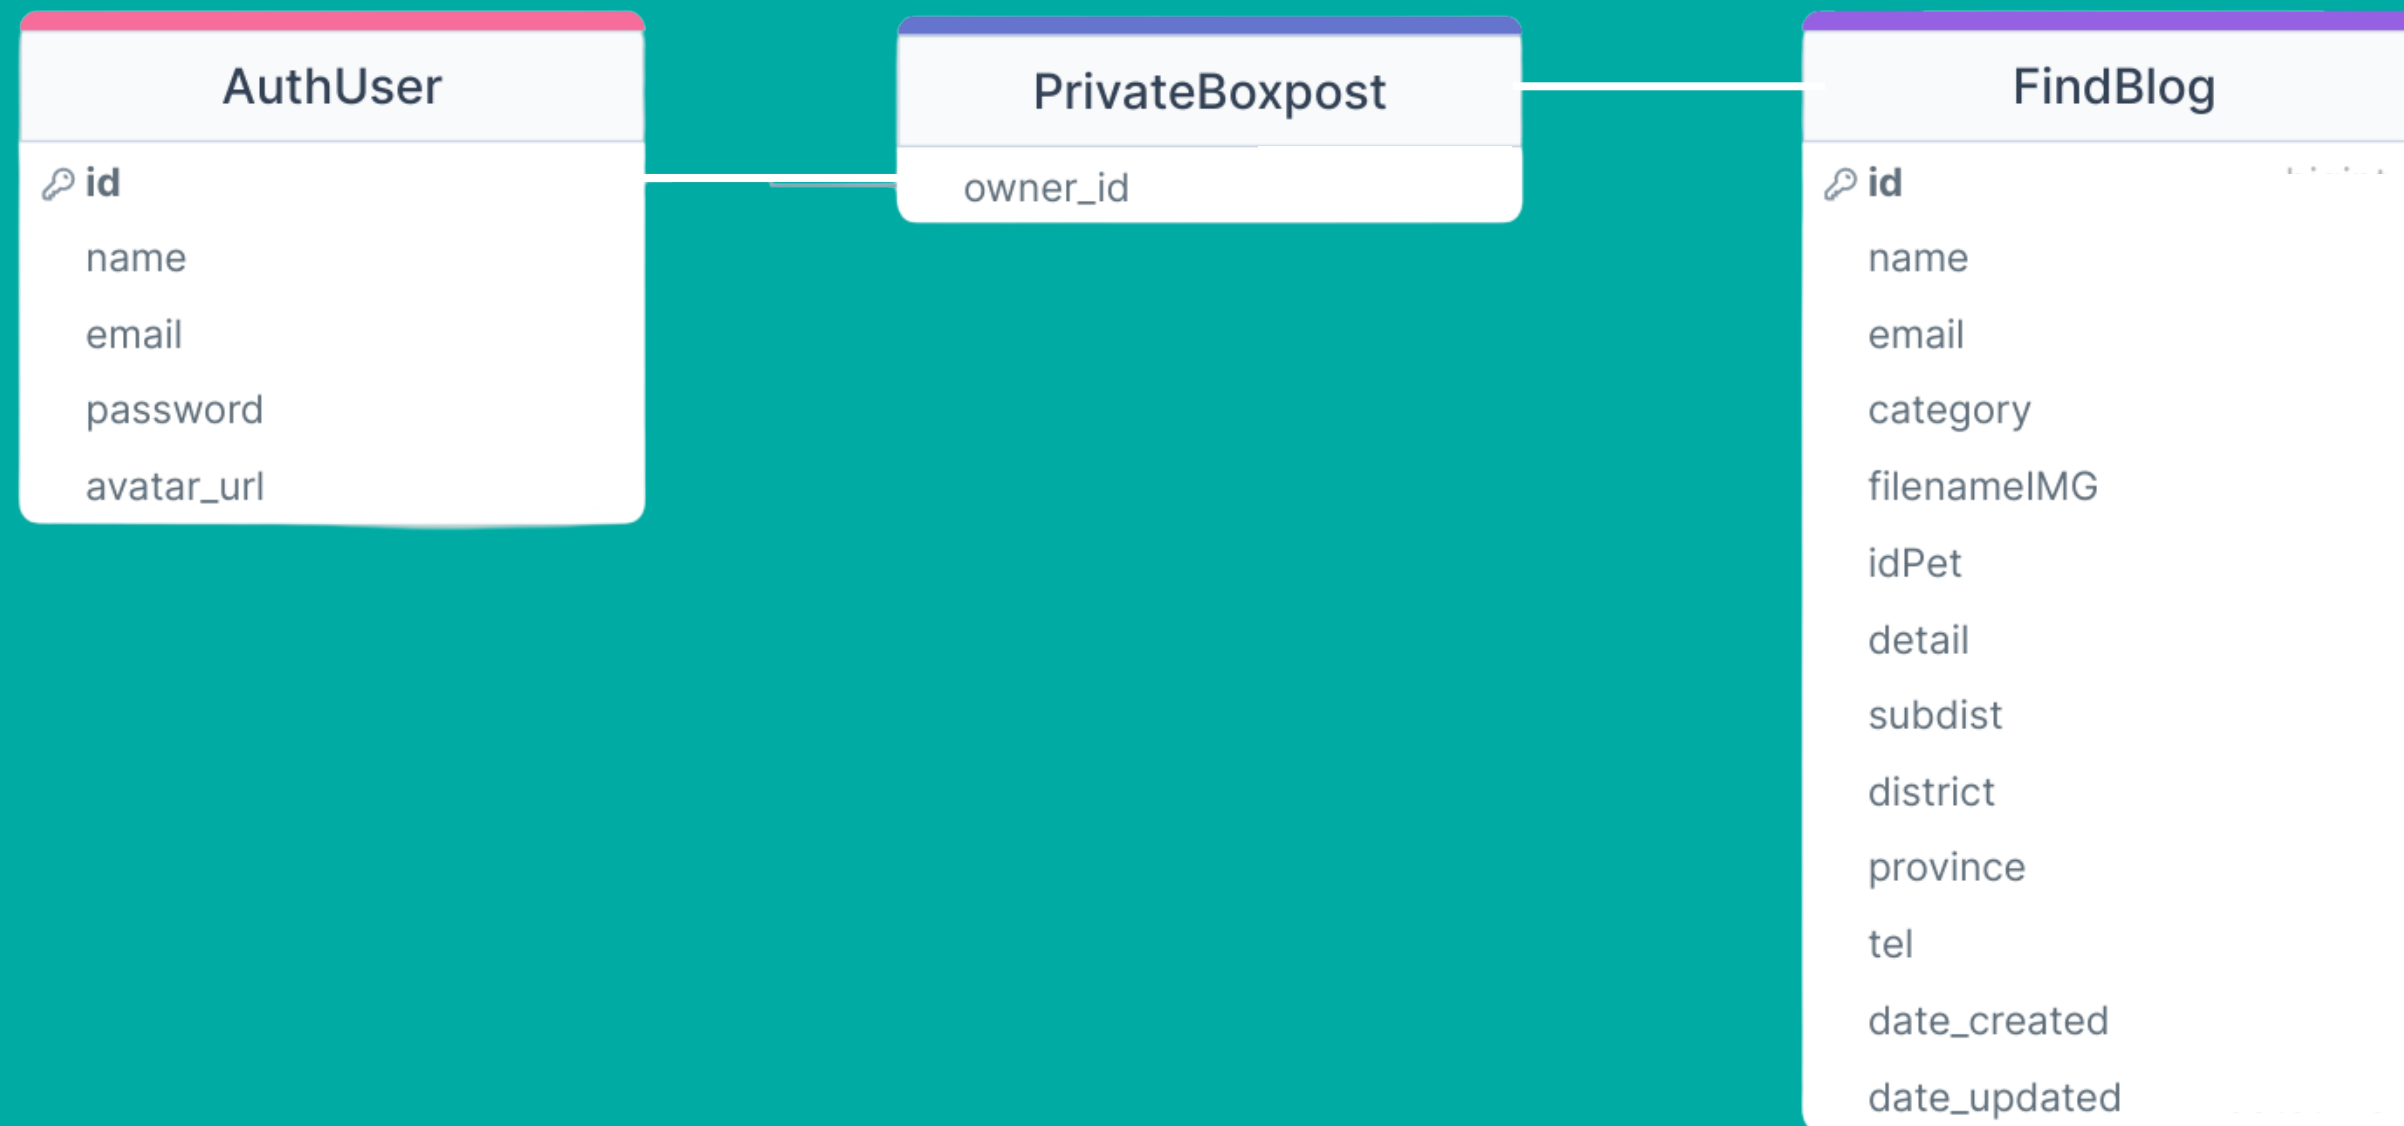 AuthUser
id
name
email
password
avatar_url
PrivateBoxpost
owner_id
FindBlog
id
name
email
category
filenameIMG
idPet
detail
subdist
district
province
tel
date_created
date_updated